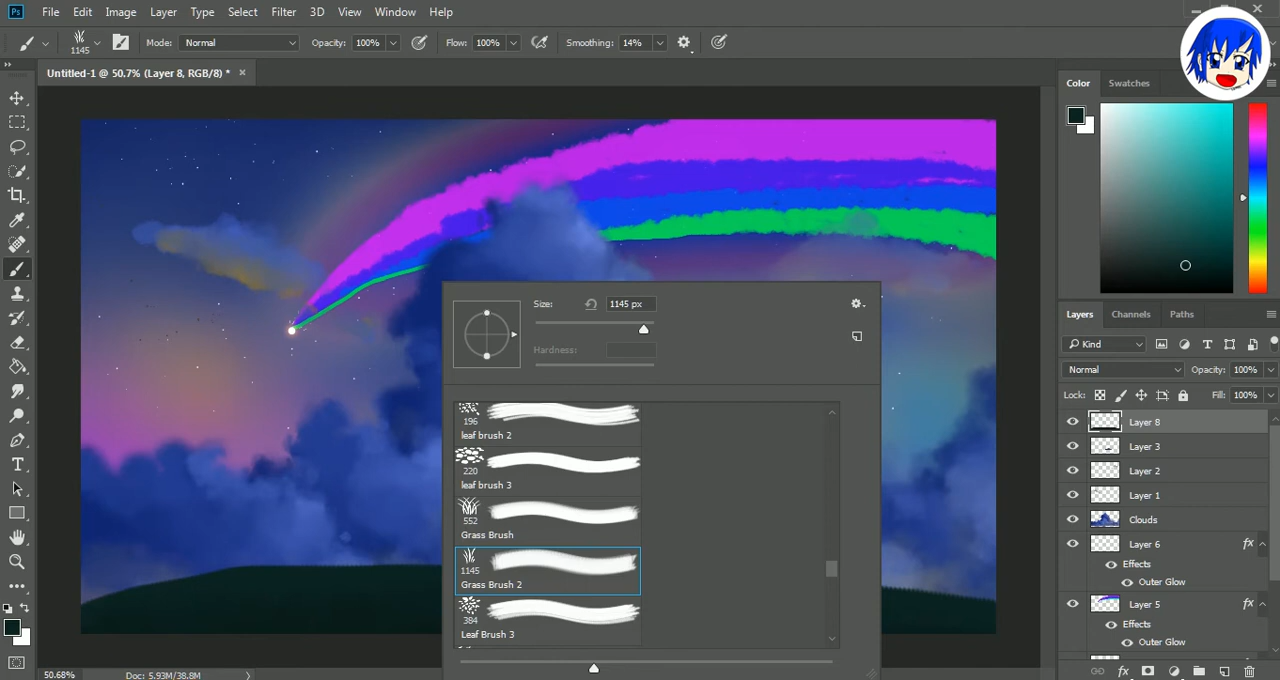 Ps File Edit Image Layer Type Select Filter 3D View Window Help
1145 Mode: Normal Opacity: 100% Flow: 100% Smoothing: 14%
Untitled-1 @ 50.7% (Layer 8, RGB/8) *
Color Swatches
Size: 1145 px
Hardness:
196
leaf brush 2
220
leaf brush 3
552
Grass Brush
1145
Grass Brush 2
384
Leaf Brush 3
Layers Channels Paths
Kind
Normal Opacity: 100%
Lock: Fill: 100%
Layer 8
Layer 3
Layer 2
Layer 1
Clouds
Layer 6 fx
Effects
Outer Glow
Layer 5 fx
Effects
Outer Glow
fx
50.68% Doc: 5.93M/38.8M